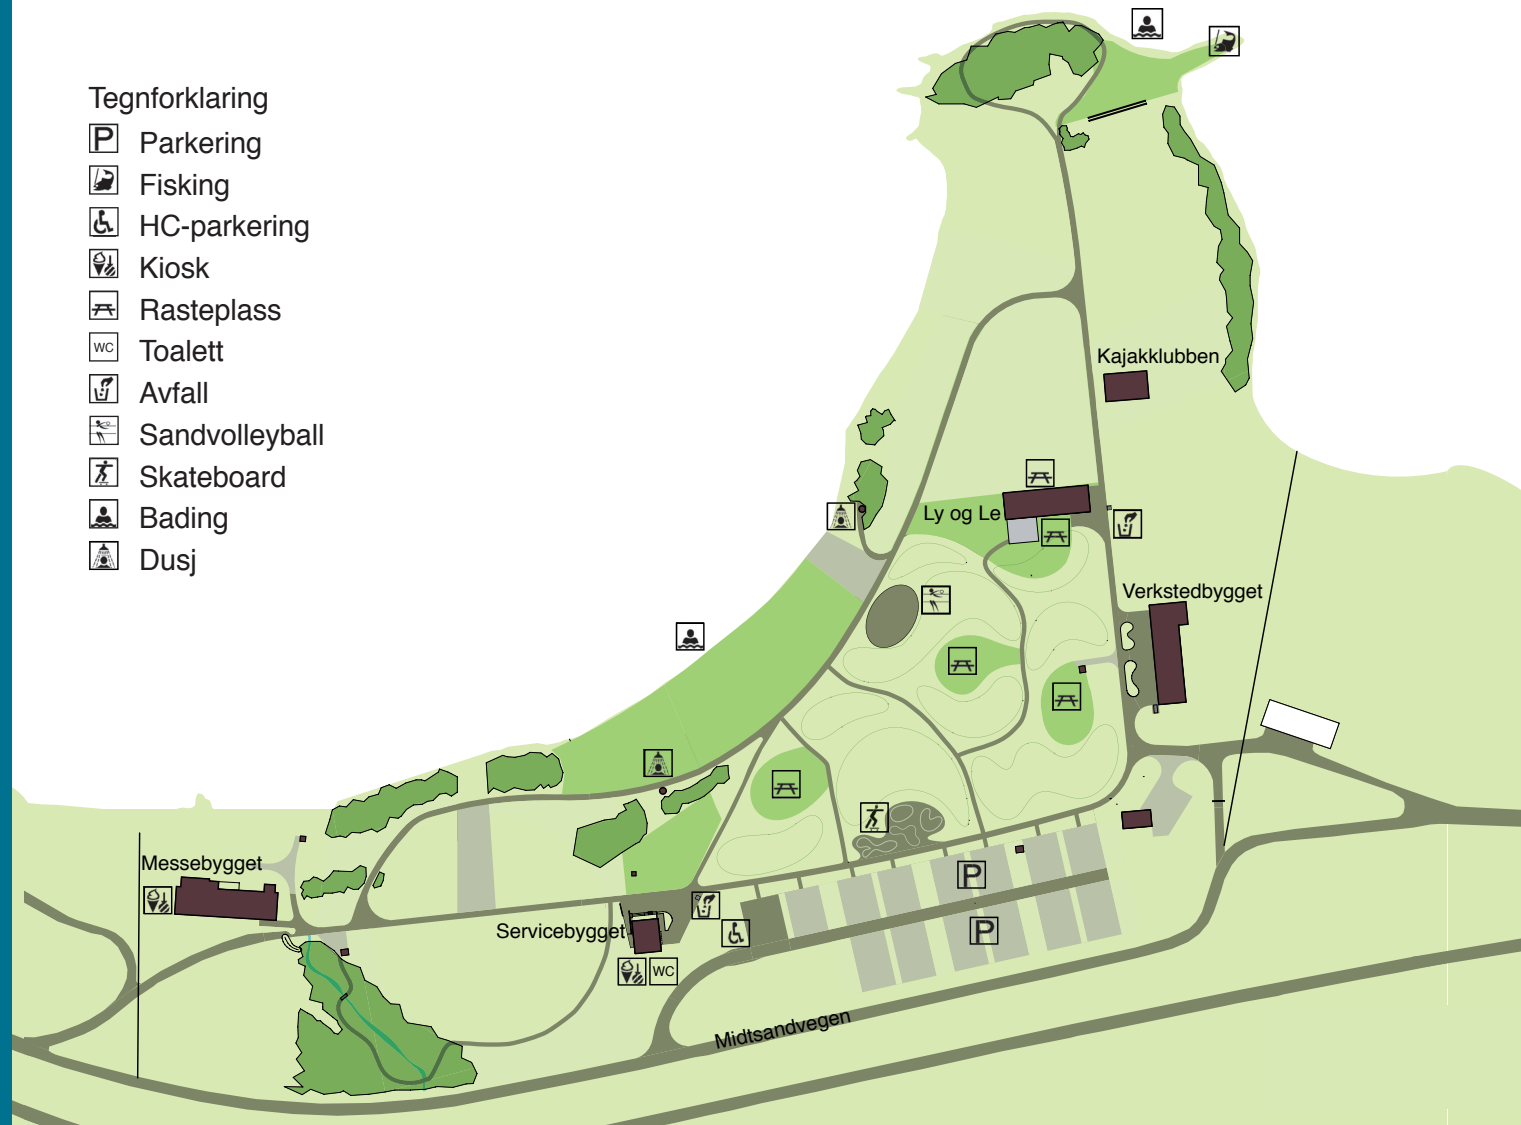 Tegnforklaring
P Parkering
Fisking
HC-parkering
Kiosk
Rasteplass
WC Toalett
Avfall
Sandvolleyball
Skateboard
Bading
Dusj
Kajakklubben
Ly og Le
Verkstedbygget
Messebygget
P
Servicebygget
P
WC
Midtsandvegen